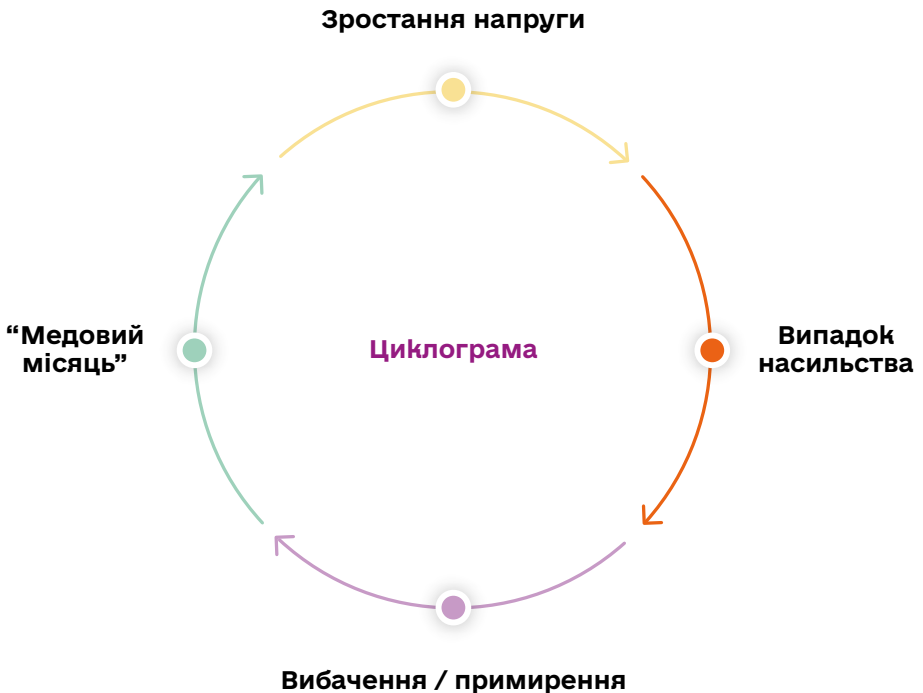 Зростання напруги
“Медовий
місяць”
Циклограма
Випадок
насильства
Вибачення / примирення